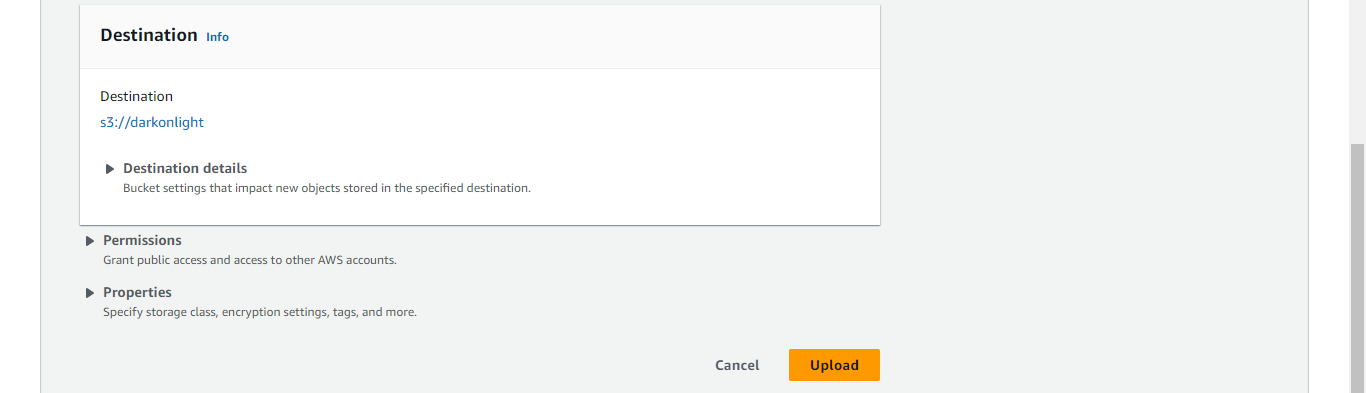 Destination Info
Destination
s3://darkonlight
Destination details
Bucket settings that impact new objects stored in the specified destination.
Permissions
Grant public access and access to other AWS accounts.
Properties
Specify storage class, encryption settings, tags, and more.
Cancel Upload